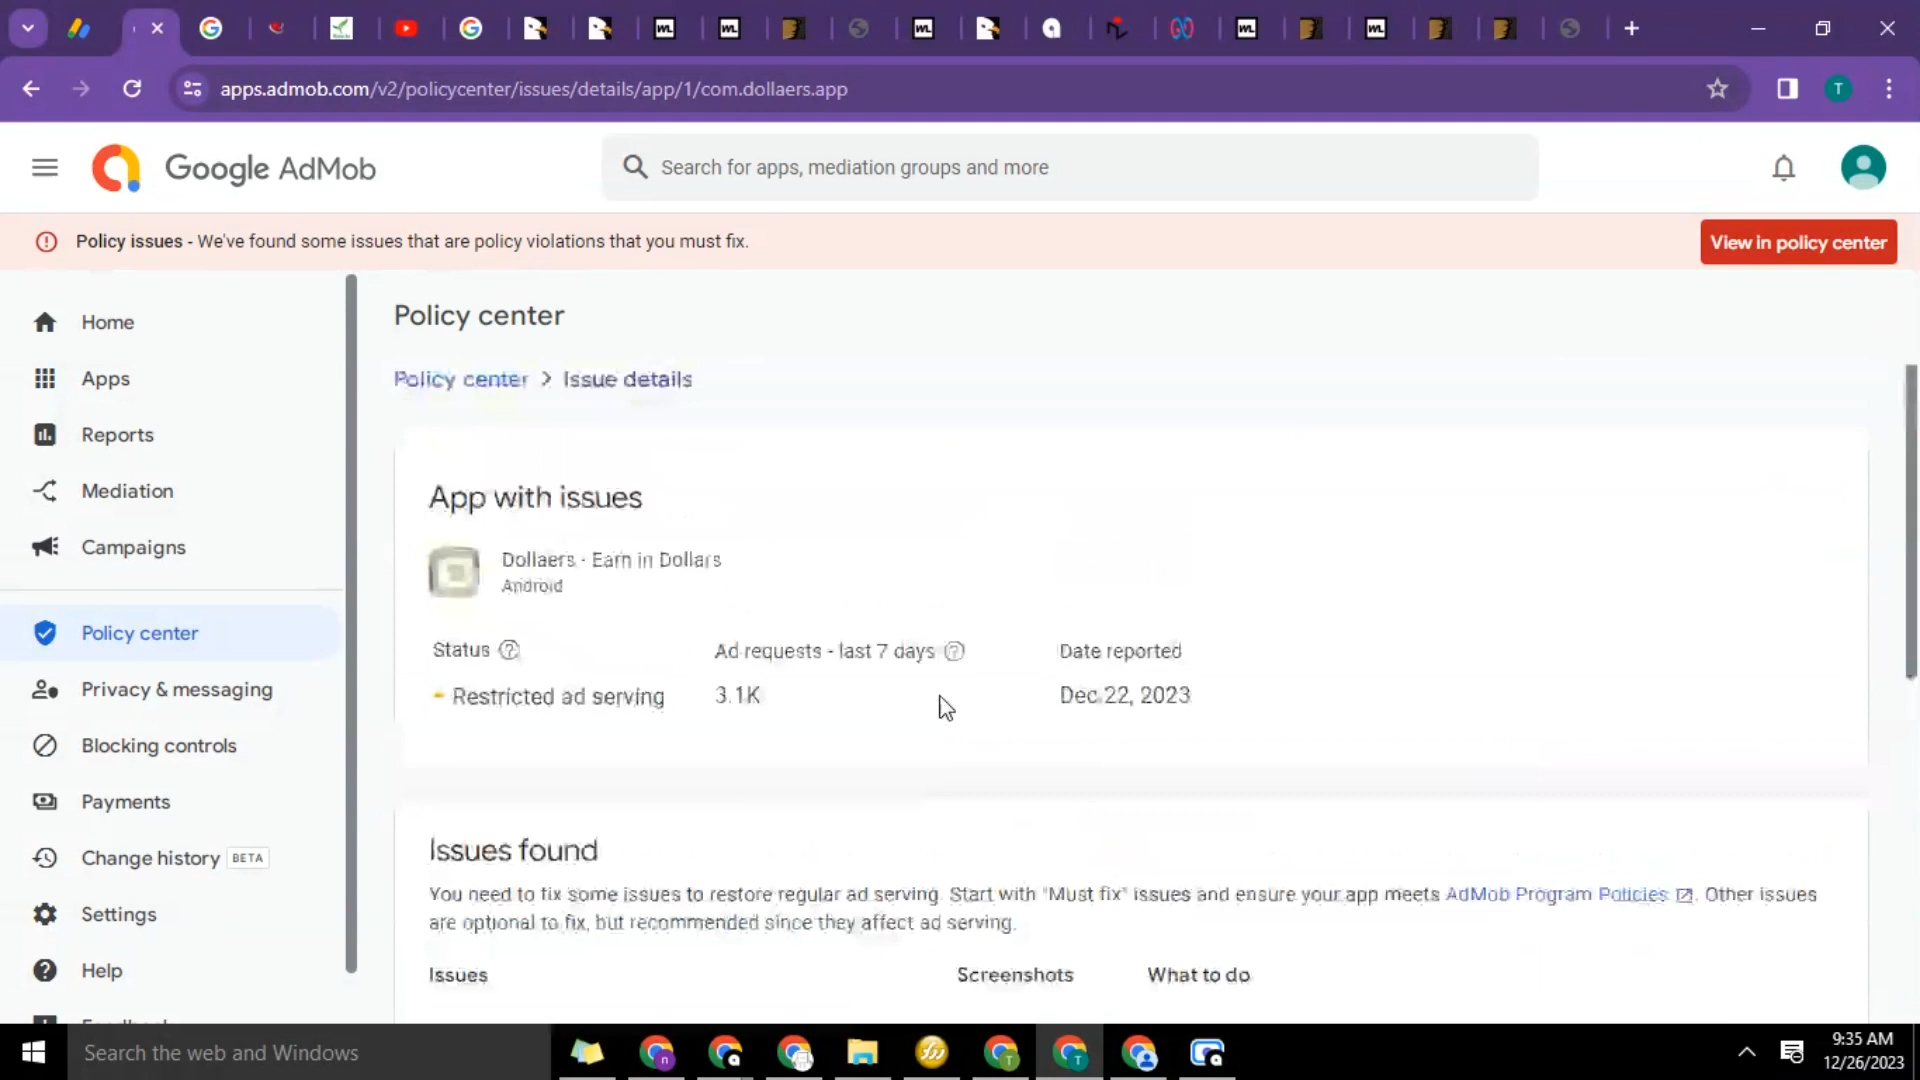 apps.admob.com/v2/policycenter/issues/details/app/1/com.dollaers.app
T
Google AdMob
Search for apps, mediation groups and more
Policy issues - We've found some issues that are policy violations that you must fix.
View in policy center
Home
Apps
Reports
Mediation
Campaigns
Policy center
Privacy & messaging
Blocking controls
Payments
Change history BETA
Settings
Help
Policy center
Policy center > Issue details
App with issues
Dollaers - Earn in Dollars
Android
Status
Ad requests - last 7 days
Date reported
Restricted ad serving
3.1K
Dec 22, 2023
Issues found
You need to fix some issues to restore regular ad serving. Start with "Must fix" issues and ensure your app meets AdMob Program Policies. Other issues
are optional to fix, but recommended since they affect ad serving.
Issues
Screenshots
What to do
Search the web and Windows
9:35 AM
12/26/2023